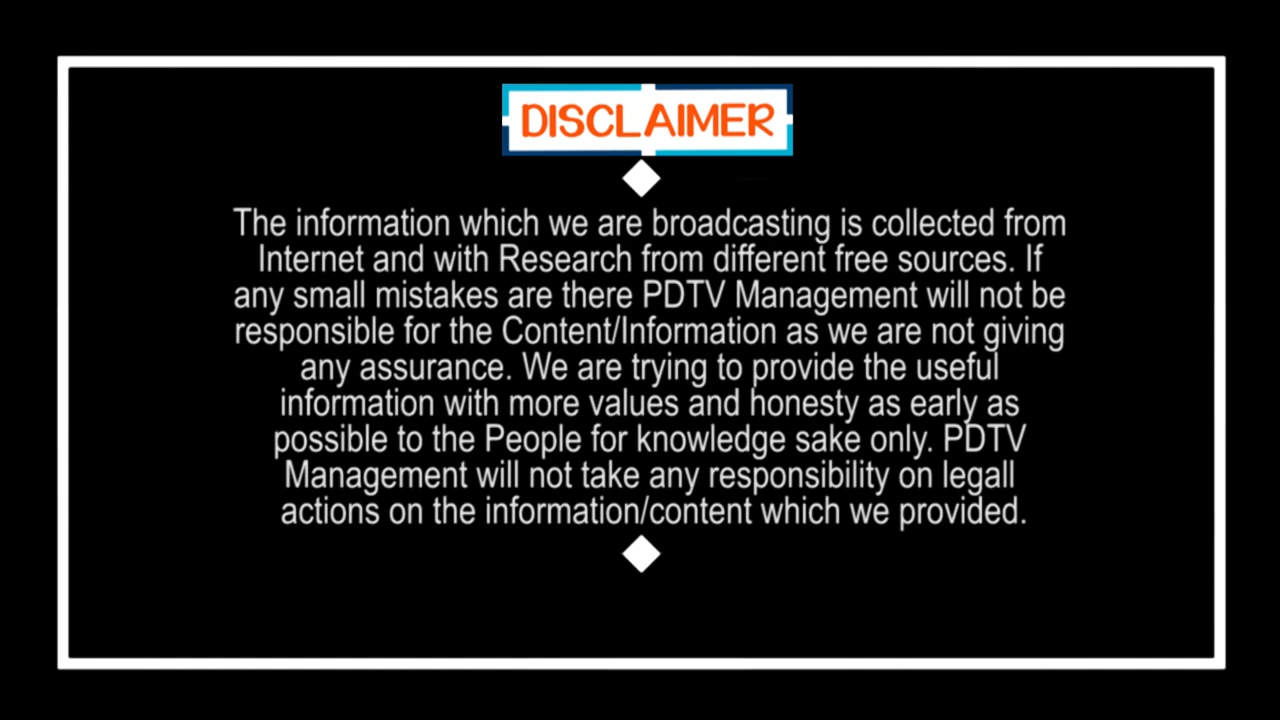 DISCLAIMER
The information which we are broadcasting is collected from
Internet and with Research from different free sources. If
any small mistakes are there PDTV Management will not be
responsible for the Content/Information as we are not giving
any assurance. We are trying to provide the useful
information with more values and honesty as early as
possible to the People for knowledge sake only. PDTV
Management will not take any responsibility on legall
actions on the information/content which we provided.